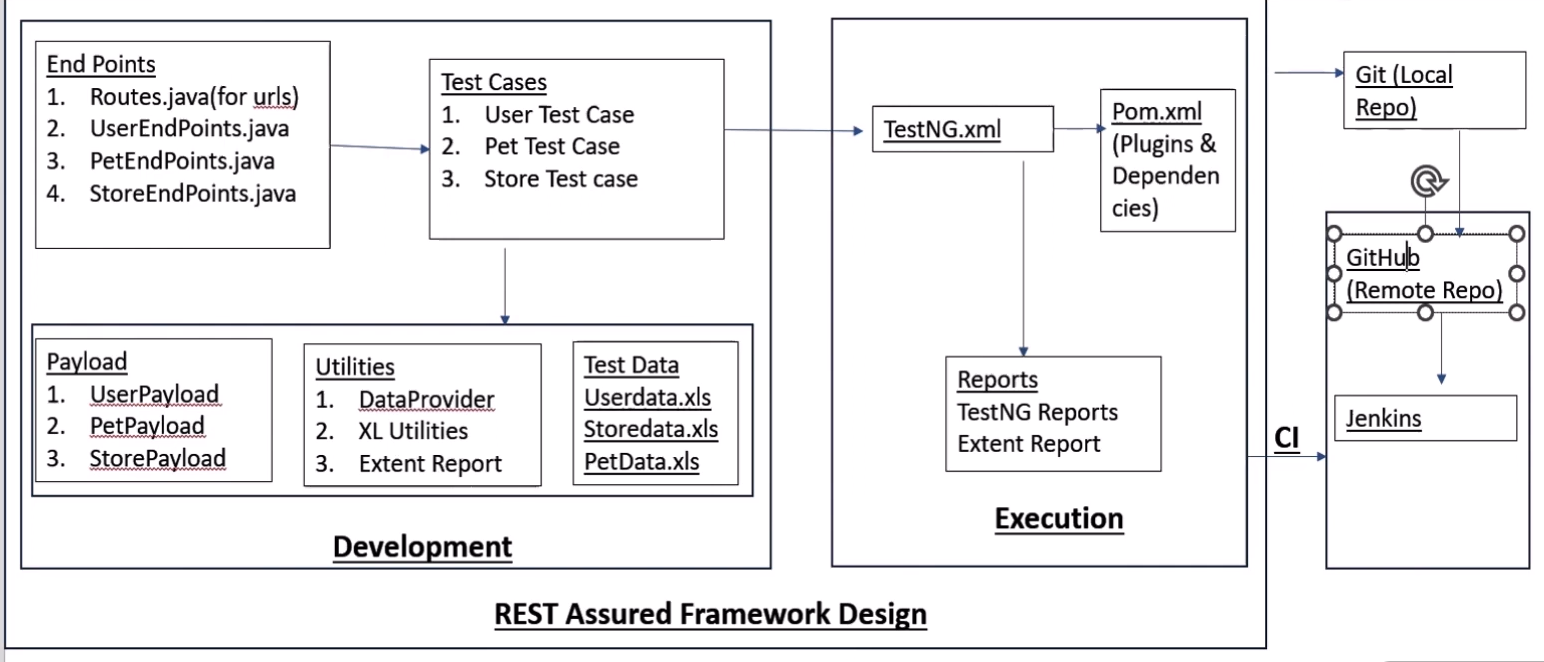 End Points
1. Routes.java(for urls)
2. UserEndPoints.java
3. PetEndPoints.java
4. StoreEndPoints.java
Test Cases
1. User Test Case
2. Pet Test Case
3. Store Test case
Payload
1. UserPayload
2. PetPayload
3. StorePayload
Utilities
1. DataProvider
2. XL Utilities
3. Extent Report
Test Data
Userdata.xls
Storedata.xls
PetData.xls
Development
TestNG.xml
Pom.xml
(Plugins &
Dependen
cies)
Reports
TestNG Reports
Extent Report
Execution
REST Assured Framework Design
Git (Local
Repo)
GitHub
(Remote Repo)
Jenkins
CI